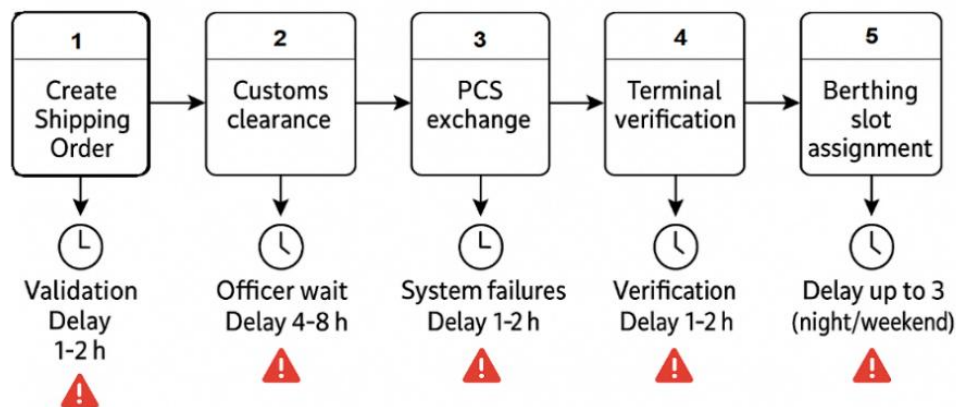 1
Create
Shipping
Order
2
Customs
clearance
3
PCS
exchange
4
Terminal
verification
5
Berthing
slot
assignment
Validation
Delay
1-2 h
Officer wait
Delay 4-8 h
System failures
Delay 1-2 h
Verification
Delay 1-2 h
Delay up to 3
(night/weekend)